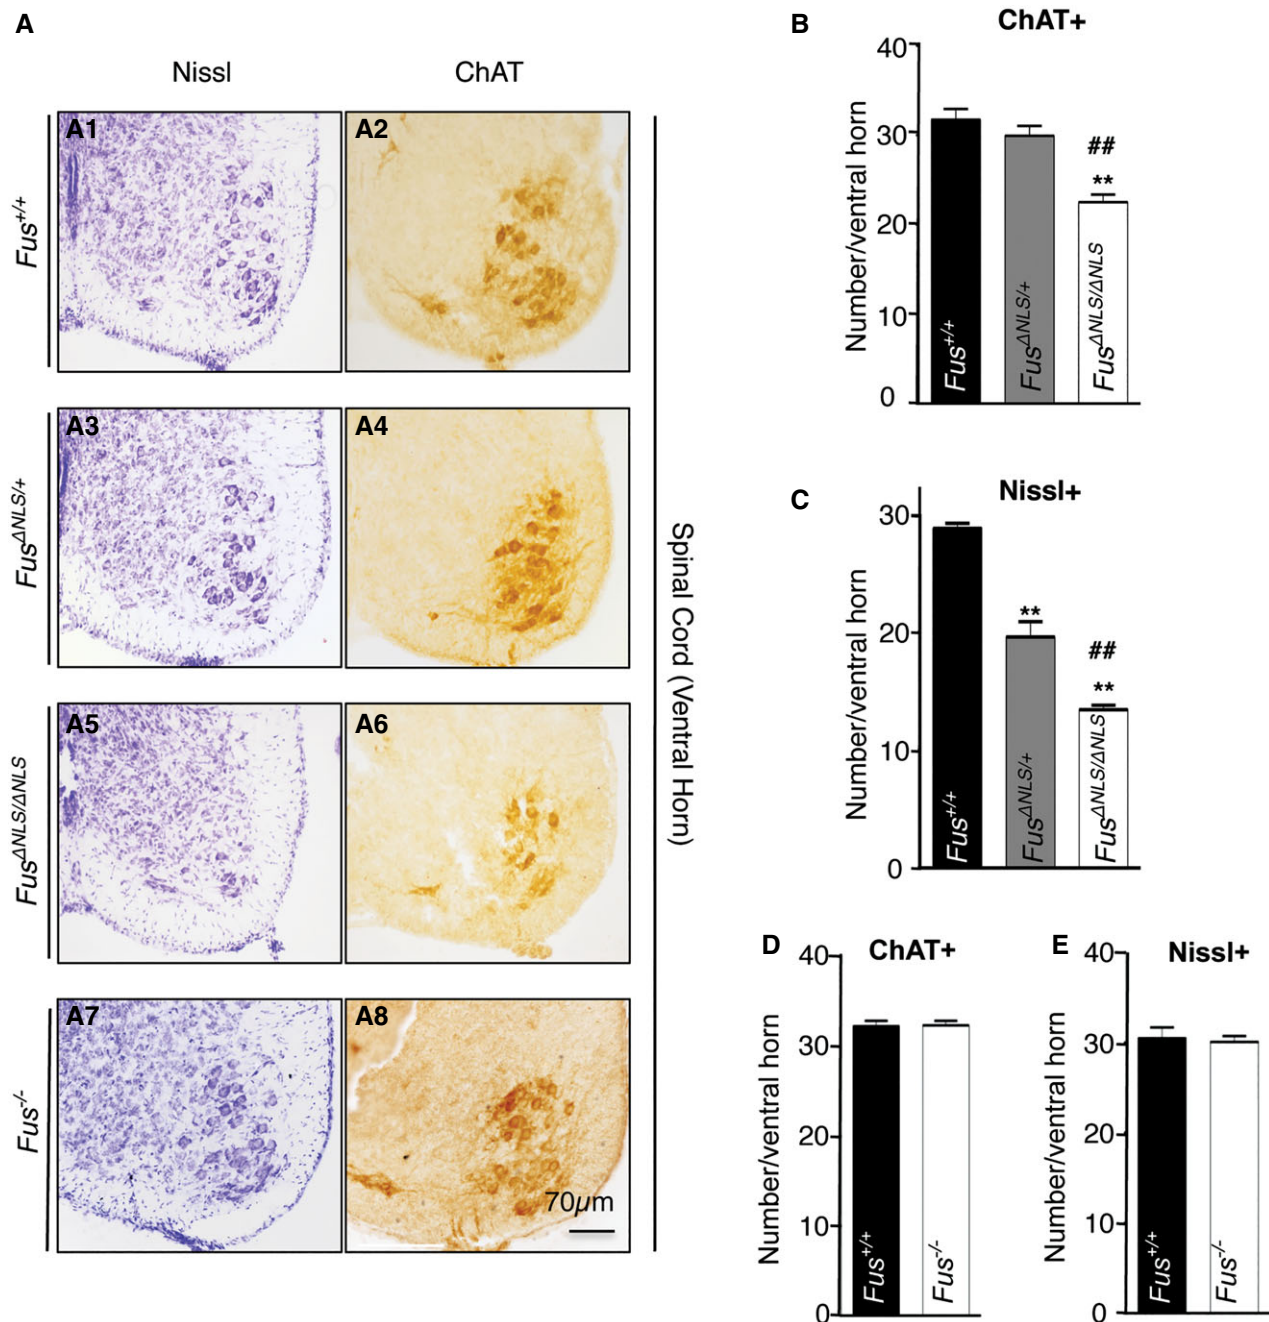 A
Nissl
ChAT
A1
A2
Fus+/+
A3
A4
FusΔNLS/+
A5
A6
FusΔNLS/ΔNLS
A7
A8
Fus-/-
70µm
Spinal Cord (Ventral Horn)
B
ChAT+
Number/ventral horn
40
30
20
10
0
##
**
Fus+/+
FusΔNLS/+
FusΔNLS/ΔNLS
C
Nissl+
Number/ventral horn
30
20
10
0
**
##
**
Fus+/+
FusΔNLS/+
FusΔNLS/ΔNLS
D
ChAT+
Number/ventral horn
40
30
20
10
0
Fus+/+
Fus-/-
E
Nissl+
Number/ventral horn
40
30
20
10
0
Fus+/+
Fus-/-